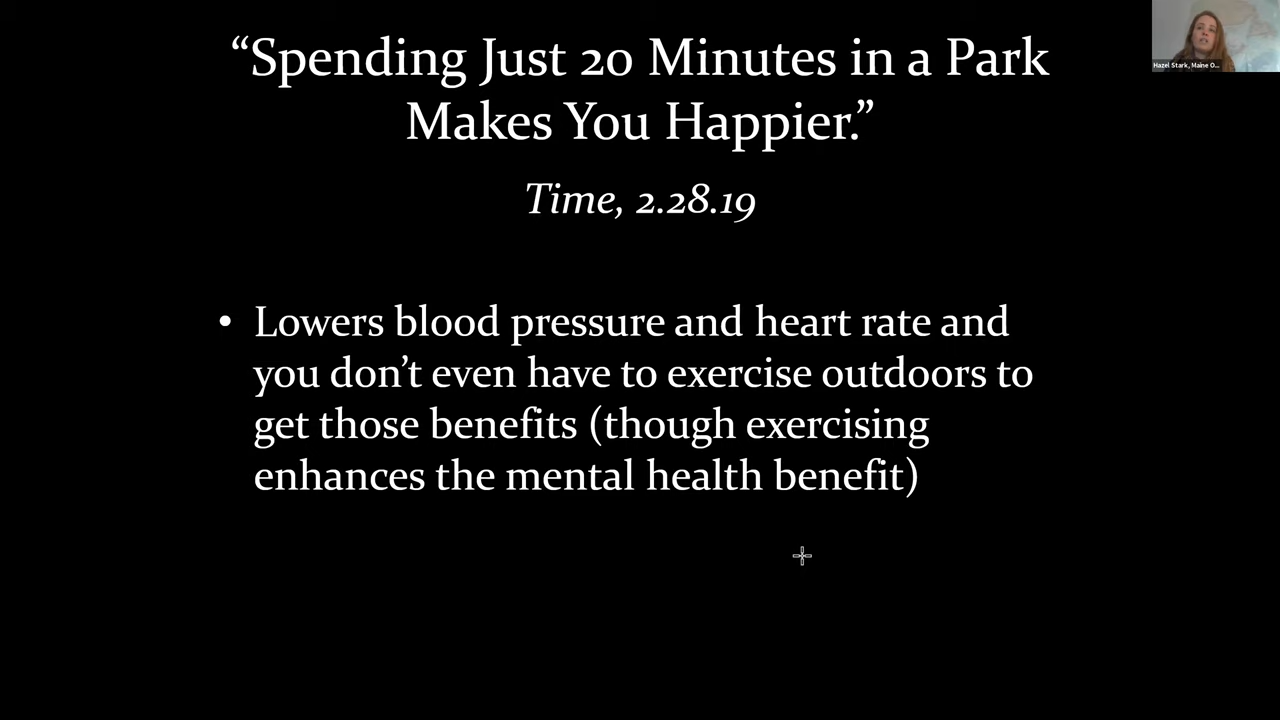 “Spending Just 20 Minutes in a Park
Makes You Happier.”
Time, 2.28.19
• Lowers blood pressure and heart rate and
you don’t even have to exercise outdoors to
get those benefits (though exercising
enhances the mental health benefit)
Hazel Stark, Maine O...